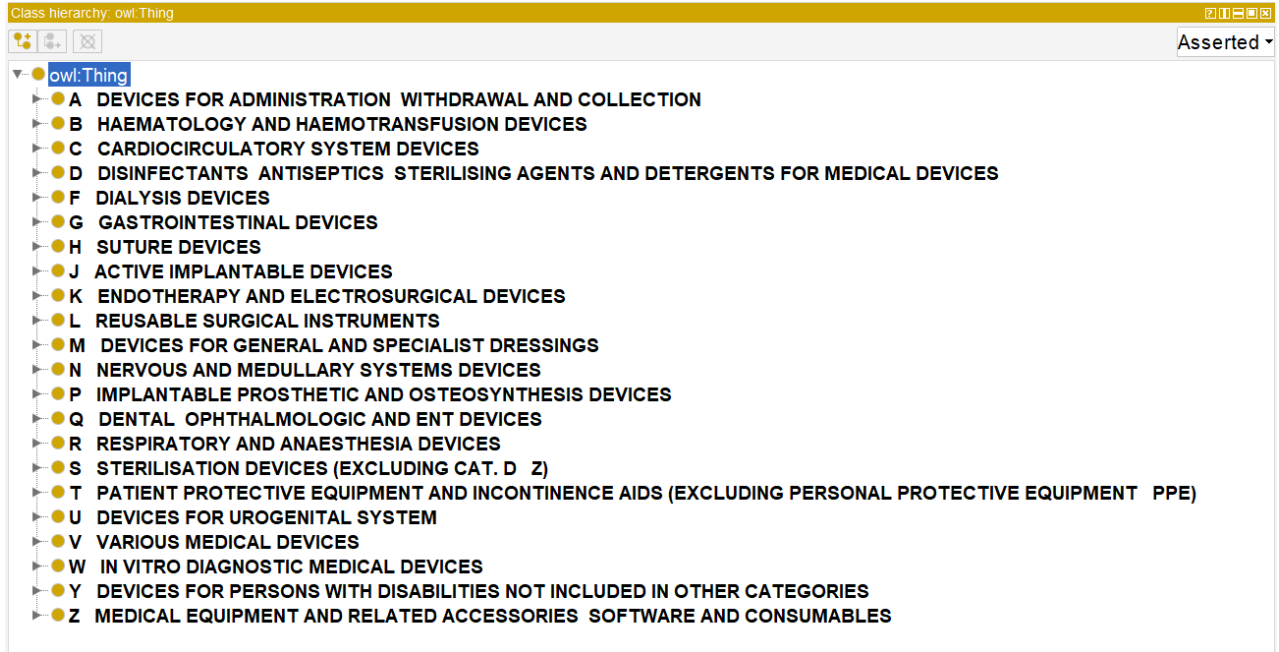 Class hierarchy: owl:Thing
Asserted
owl:Thing
A DEVICES FOR ADMINISTRATION WITHDRAWAL AND COLLECTION
B HAEMATOLOGY AND HAEMOTRANSFUSION DEVICES
C CARDIOCIRCULATORY SYSTEM DEVICES
D DISINFECTANTS ANTISEPTICS STERILISING AGENTS AND DETERGENTS FOR MEDICAL DEVICES
F DIALYSIS DEVICES
G GASTROINTESTINAL DEVICES
H SUTURE DEVICES
J ACTIVE IMPLANTABLE DEVICES
K ENDOTHERAPY AND ELECTROSURGICAL DEVICES
L REUSABLE SURGICAL INSTRUMENTS
M DEVICES FOR GENERAL AND SPECIALIST DRESSINGS
N NERVOUS AND MEDULLARY SYSTEMS DEVICES
P IMPLANTABLE PROSTHETIC AND OSTEOSYNTHESIS DEVICES
Q DENTAL OPHTHALMOLOGIC AND ENT DEVICES
R RESPIRATORY AND ANAESTHESIA DEVICES
S STERILISATION DEVICES (EXCLUDING CAT. D Z)
T PATIENT PROTECTIVE EQUIPMENT AND INCONTINENCE AIDS (EXCLUDING PERSONAL PROTECTIVE EQUIPMENT PPE)
U DEVICES FOR UROGENITAL SYSTEM
V VARIOUS MEDICAL DEVICES
W IN VITRO DIAGNOSTIC MEDICAL DEVICES
Y DEVICES FOR PERSONS WITH DISABILITIES NOT INCLUDED IN OTHER CATEGORIES
Z MEDICAL EQUIPMENT AND RELATED ACCESSORIES SOFTWARE AND CONSUMABLES